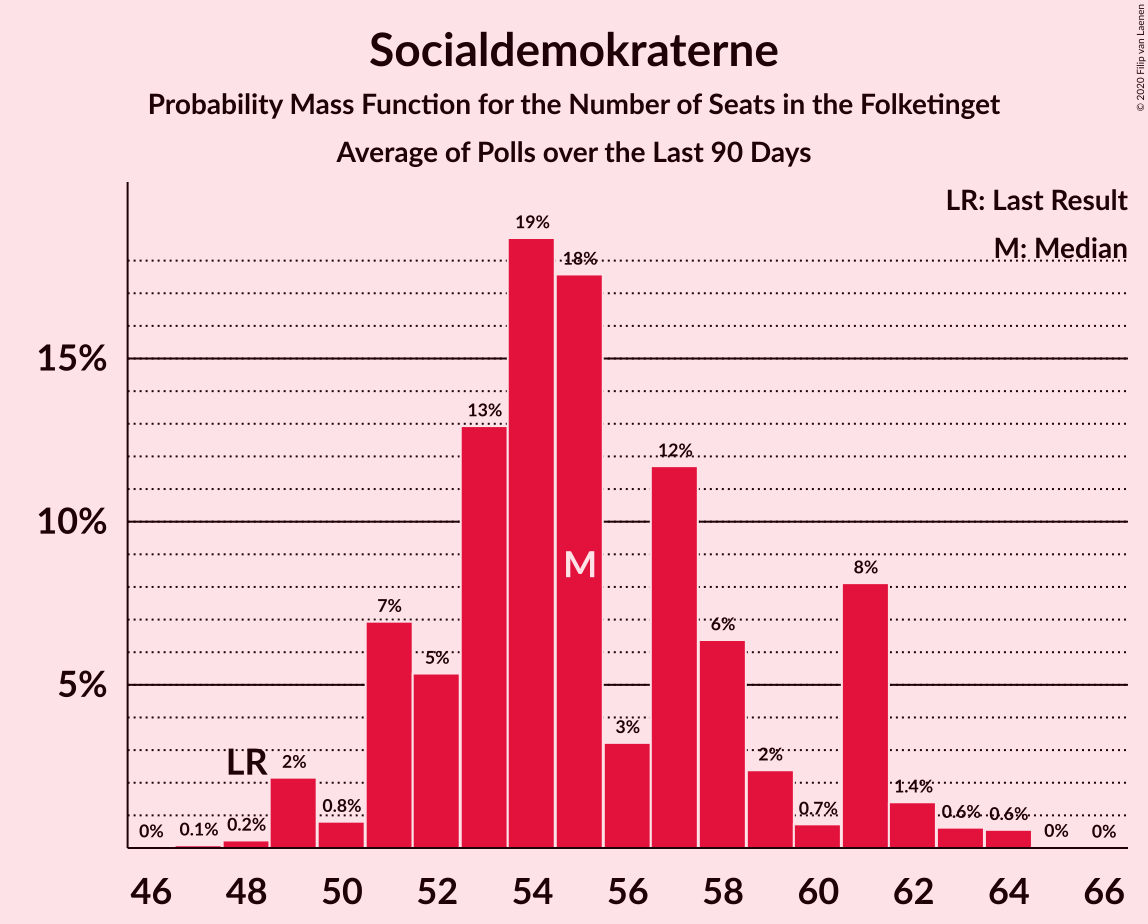 Socialdemokraterne
Probability Mass Function for the Number of Seats in the Folketinget
Average of Polls over the Last 90 Days
© 2020 Filip van Laenen
LR: Last Result
M: Median
19%
18%
15%
13%
12%
10%
M
8%
7%
6%
5%
5%
3%
LR
2%
2%
1.4%
0.8%
0.7%
0.6%
0.6%
0%
0.1%
0.2%
0%
0%
46 48 50 52 54 56 58 60 62 64 66